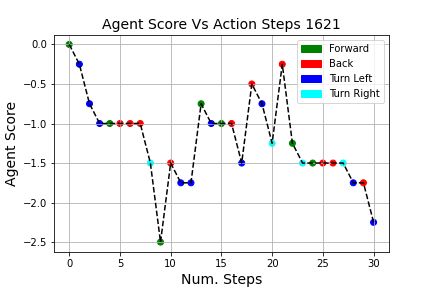 Agent Score Vs Action Steps 1621
Agent Score
0.0
−0.5
−1.0
−1.5
−2.0
−2.5
Forward
Back
Turn Left
Turn Right
0 5 10 15 20 25 30
Num. Steps